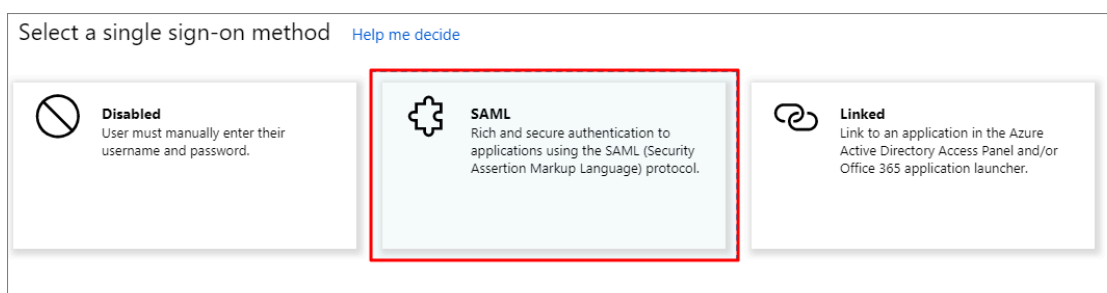 Select a single sign-on method Help me decide
Disabled
User must manually enter their
username and password.
SAML
Rich and secure authentication to
applications using the SAML (Security
Assertion Markup Language) protocol.
Linked
Link to an application in the Azure
Active Directory Access Panel and/or
Office 365 application launcher.